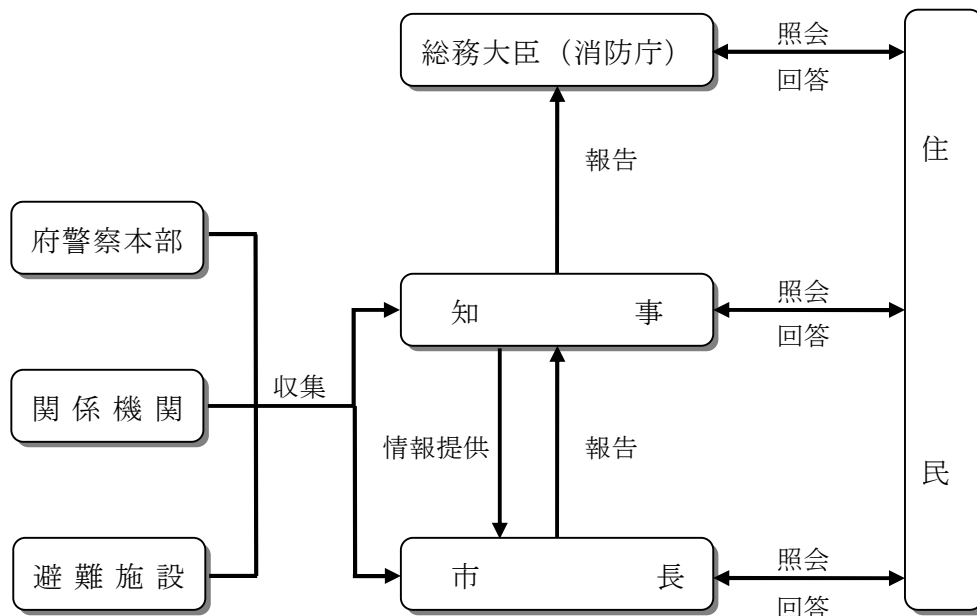 総務大臣(消防庁)
照会
回答
住民
報告
府警察本部
知事
照会
回答
関係機関
収集
情報提供
報告
避難施設
市長
照会
回答